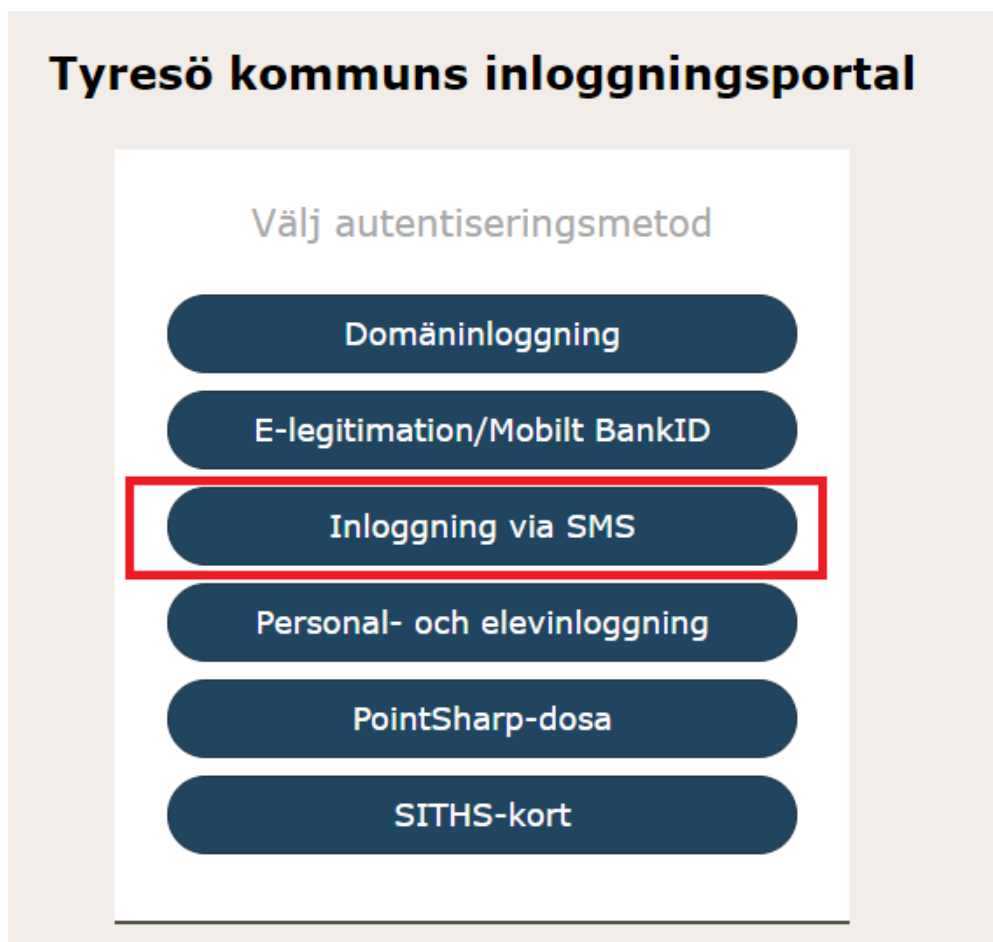 Tyresö kommuns inloggningsportal
Välj autentiseringsmetod
Domäninloggning
E-legitimation/Mobilt BankID
Inloggning via SMS
Personal- och elevinloggning
PointSharp-dosa
SITHS-kort